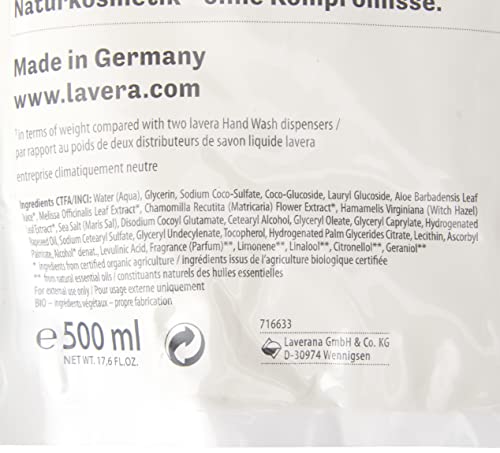 Naturkosmetik - ohne Kompromisse.
Made in Germany
www.lavera.com
¹ in terms of weight compared with two lavera Hand Wash dispensers /
par rapport au poids de deux distributeurs de savon liquide lavera
entreprise climatiquement neutre
Ingredients CTFA/INCI: Water (Aqua), Glycerin, Sodium Coco-Sulfate, Coco-Glucoside, Lauryl Glucoside, Aloe Barbadensis Leaf
Juice*, Melissa Officinalis Leaf Extract*, Chamomilla Recutita (Matricaria) Flower Extract*, Hamamelis Virginiana (Witch Hazel)
Leaf Extract*, Sea Salt (Maris Sal), Disodium Cocoyl Glutamate, Cetearyl Alcohol, Glyceryl Oleate, Glyceryl Caprylate, Hydrogenated
Rapeseed Oil, Sodium Cetearyl Sulfate, Glyceryl Undecylenate, Tocopherol, Hydrogenated Palm Glycerides Citrate, Lecithin, Ascorbyl
Palmitate, Alcohol* denat., Levulinic Acid, Fragrance (Parfum)**, Limonene**, Linalool**, Citronellol**, Geraniol**
* ingredients from certified organic agriculture / ingrédients issus de l'agriculture biologique certifiée
** from natural essential oils / constituants naturels des huiles essentielles
For external use only / Pour usage externe uniquement
BIO – ingrédients végétaux – propre fabrication
e 500 ml
NET WT. 17,6 FL.OZ.
716633
Laverana GmbH & Co. KG
D-30974 Wennigsen